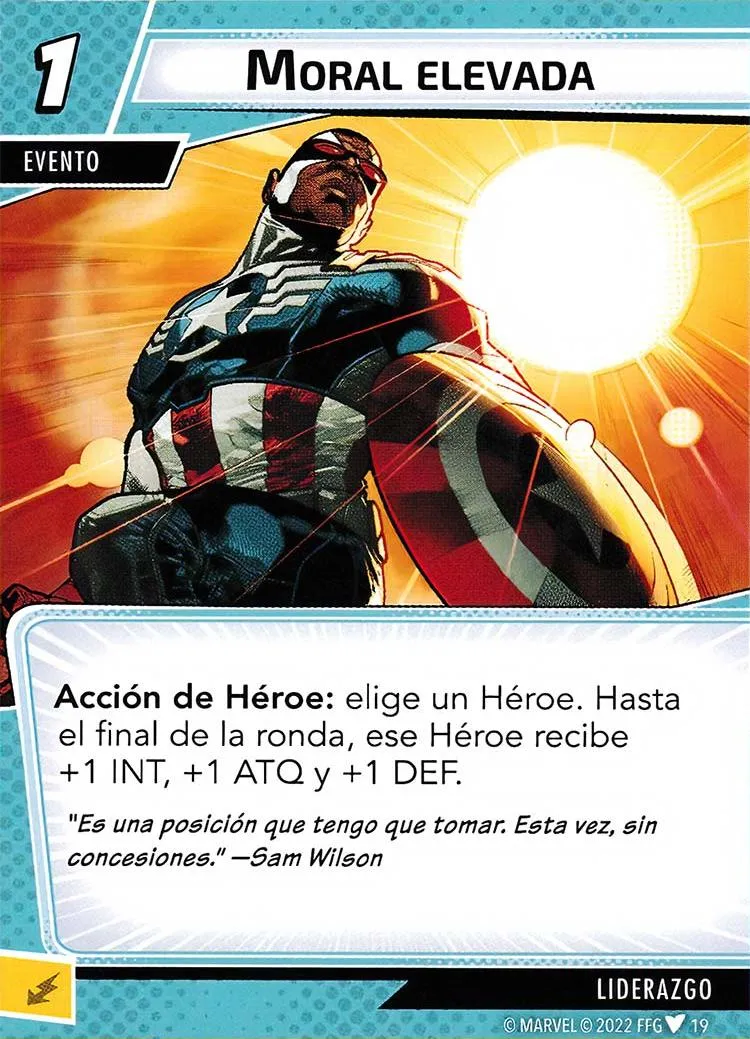 1
MORAL ELEVADA
EVENTO
Acción de Héroe: elige un Héroe. Hasta
el final de la ronda, ese Héroe recibe
+1 INT, +1 ATQ y +1 DEF.
"Es una posición que tengo que tomar. Esta vez, sin
concesiones." —Sam Wilson
LIDERAZGO
© MARVEL © 2022 FFG 19